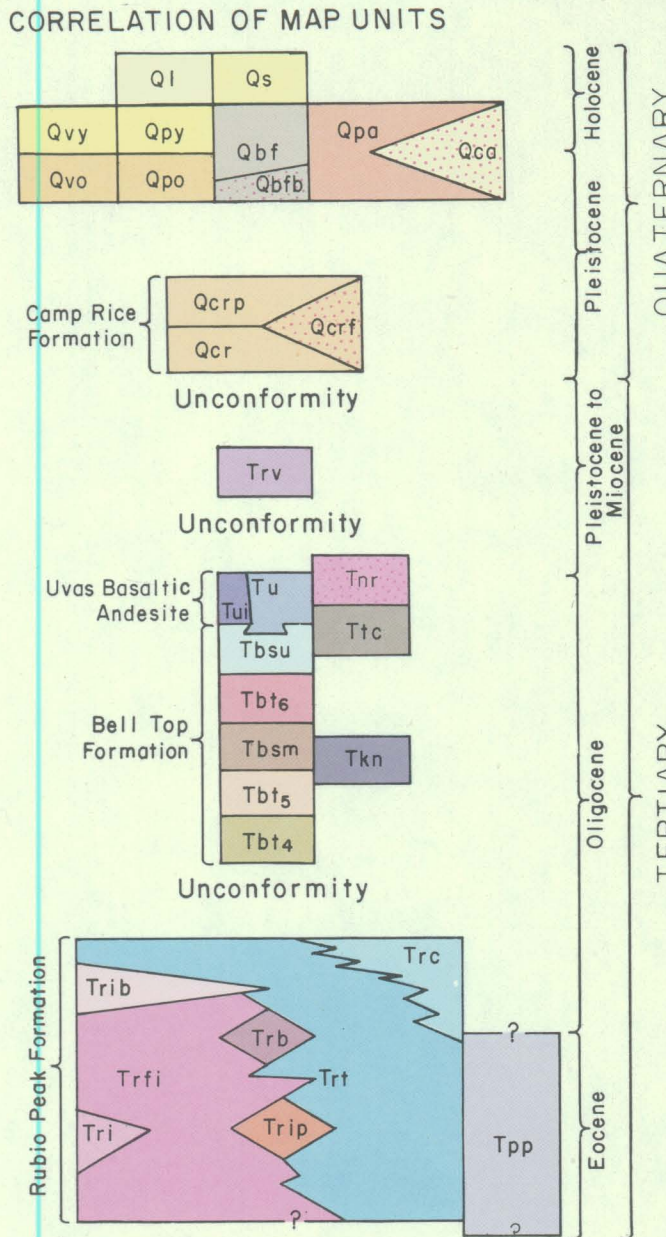 CORRELATION OF MAP UNITS
Ql Qs
Qvy Qpy Qbf Qpa Qca
Qvo Qpo Qbfb
Holocene
Pleistocene
QUATERNARY
Camp Rice
Formation
Qcrp
Qcrf
Qcr
Unconformity
Trv
Unconformity
Pleistocene to
Miocene
Uvas Basaltic
Andesite
Tui Tu Tnr
Ttc
Bell Top
Formation
Tbsu
Tbt6
Tbsm Tkn
Tbt5
Tbt4
Unconformity
Oligocene
TERTIARY
Rubio Peak Formation
Trc
Trib
Trb
?
Trfi Trt
Tri Trip
Tpp
? ?
Eocene